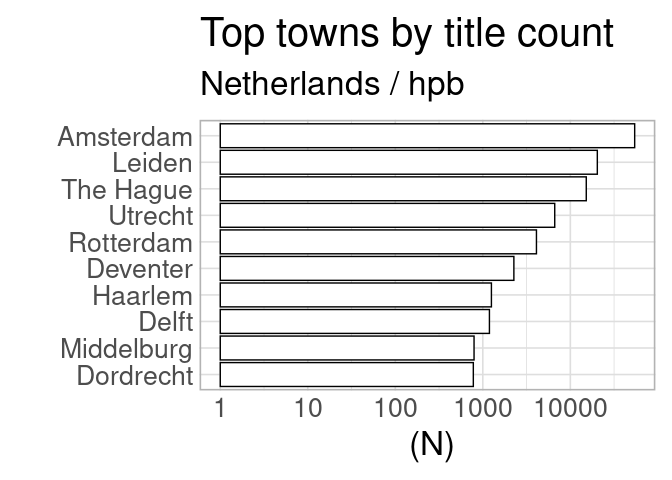 Top towns by title count
Netherlands / hpb
Amsterdam
Leiden
The Hague
Utrecht
Rotterdam
Deventer
Haarlem
Delft
Middelburg
Dordrecht
1 10 100 1000 10000
(N)